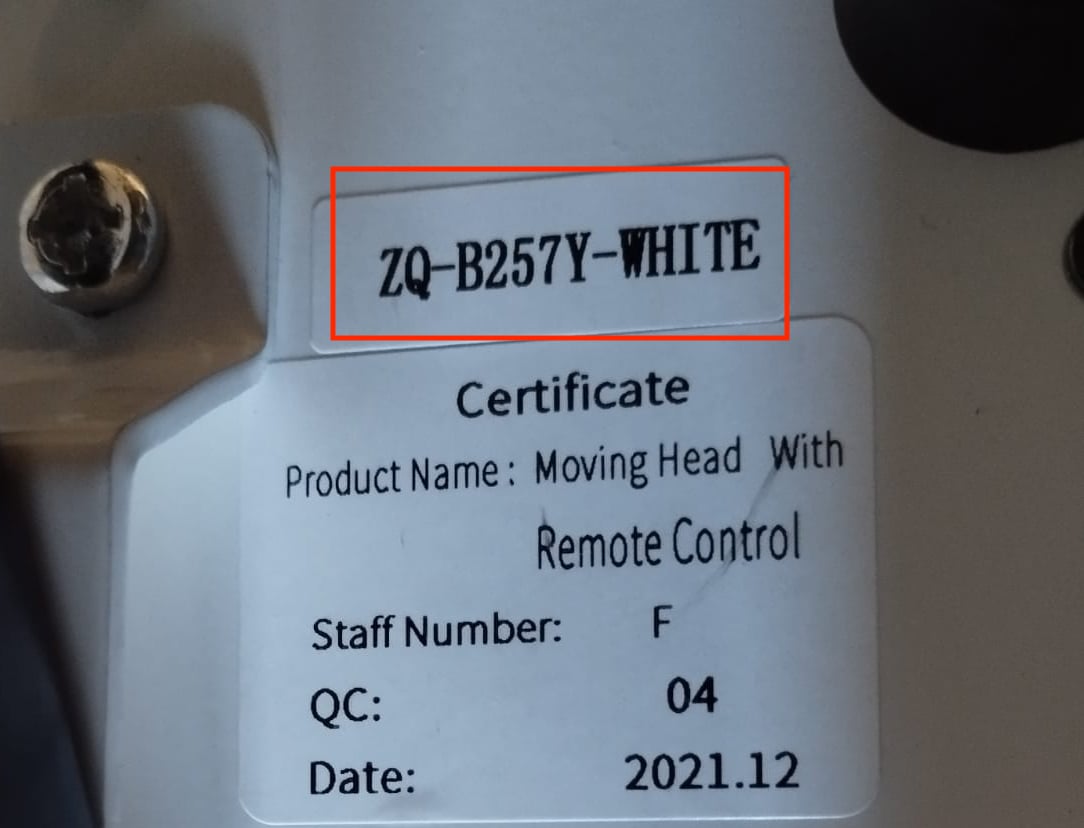 ZQ-B257Y-WHITE
Certificate
Product Name: Moving Head With
Remote Control
Staff Number: F
QC: 04
Date: 2021.12